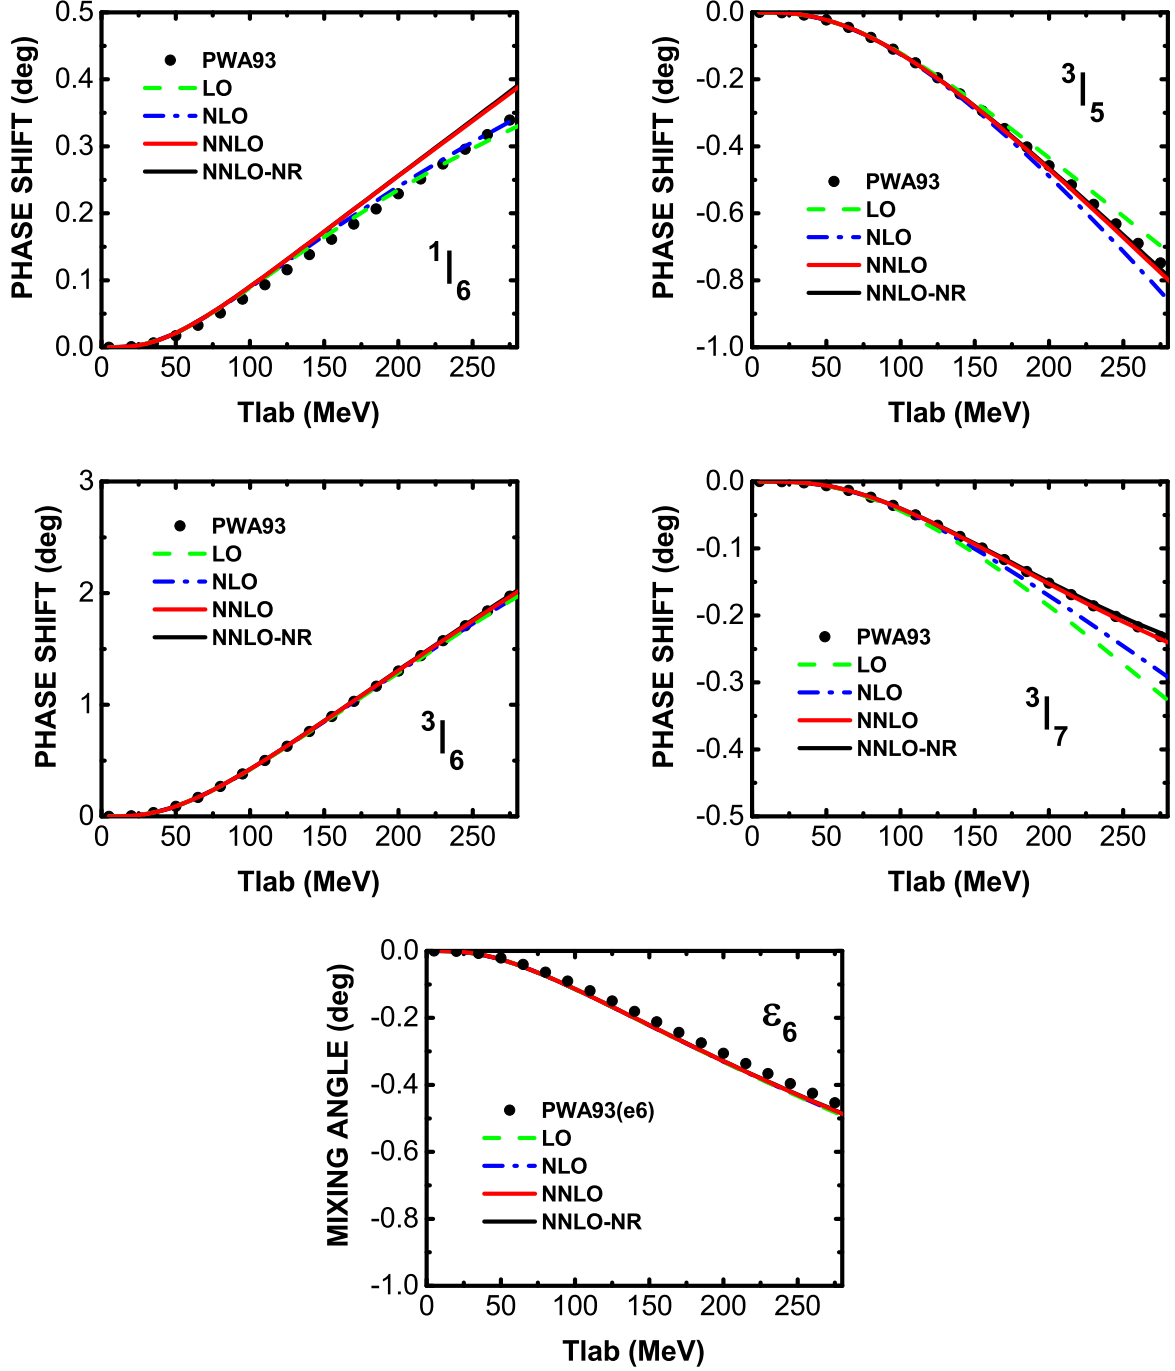 0.5
0.4
0.3
0.2
0.1
0.0
PHASE SHIFT (deg)
PWA93
LO
NLO
NNLO
NNLO-NR
1I6
0 50 100 150 200 250
Tlab (MeV)
0.0
-0.2
-0.4
-0.6
-0.8
-1.0
PHASE SHIFT (deg)
3I5
PWA93
LO
NLO
NNLO
NNLO-NR
0 50 100 150 200 250
Tlab (MeV)
3
2
1
0
PHASE SHIFT (deg)
PWA93
LO
NLO
NNLO
NNLO-NR
3I6
0 50 100 150 200 250
Tlab (MeV)
0.0
-0.1
-0.2
-0.3
-0.4
-0.5
PHASE SHIFT (deg)
PWA93
LO
NLO
NNLO
NNLO-NR
3I7
0 50 100 150 200 250
Tlab (MeV)
0.0
-0.2
-0.4
-0.6
-0.8
-1.0
MIXING ANGLE (deg)
ε6
PWA93(e6)
LO
NLO
NNLO
NNLO-NR
0 50 100 150 200 250
Tlab (MeV)